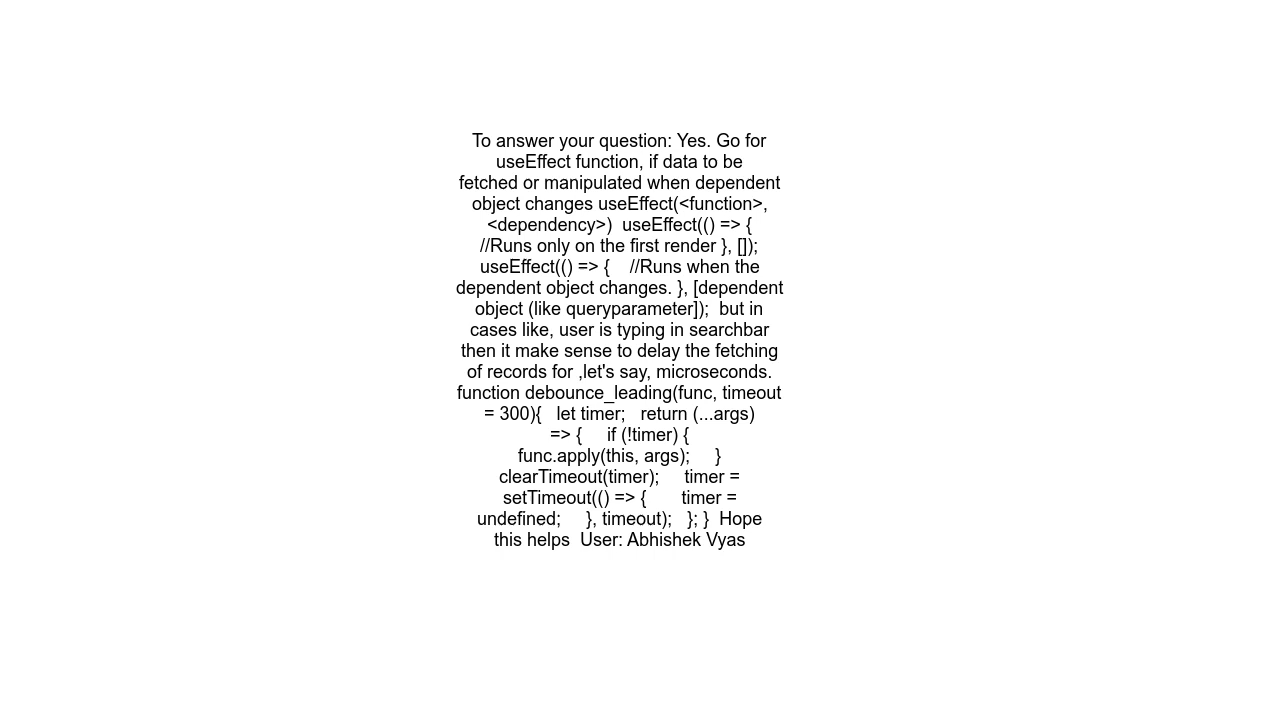 To answer your question: Yes. Go for
useEffect function, if data to be
fetched or manipulated when dependent
object changes useEffect(<function>,
<dependency>)  useEffect(() => {
//Runs only on the first render }, []);
useEffect(() => {    //Runs when the
dependent object changes. }, [dependent
object (like queryparameter]);  but in
cases like, user is typing in searchbar
then it make sense to delay the fetching
of records for ,let's say, microseconds.
function debounce_leading(func, timeout
= 300){   let timer;   return (...args)
=> {     if (!timer) {
func.apply(this, args);     }
clearTimeout(timer);     timer =
setTimeout(() => {       timer =
undefined;     }, timeout);   }; }  Hope
this helps  User: Abhishek Vyas